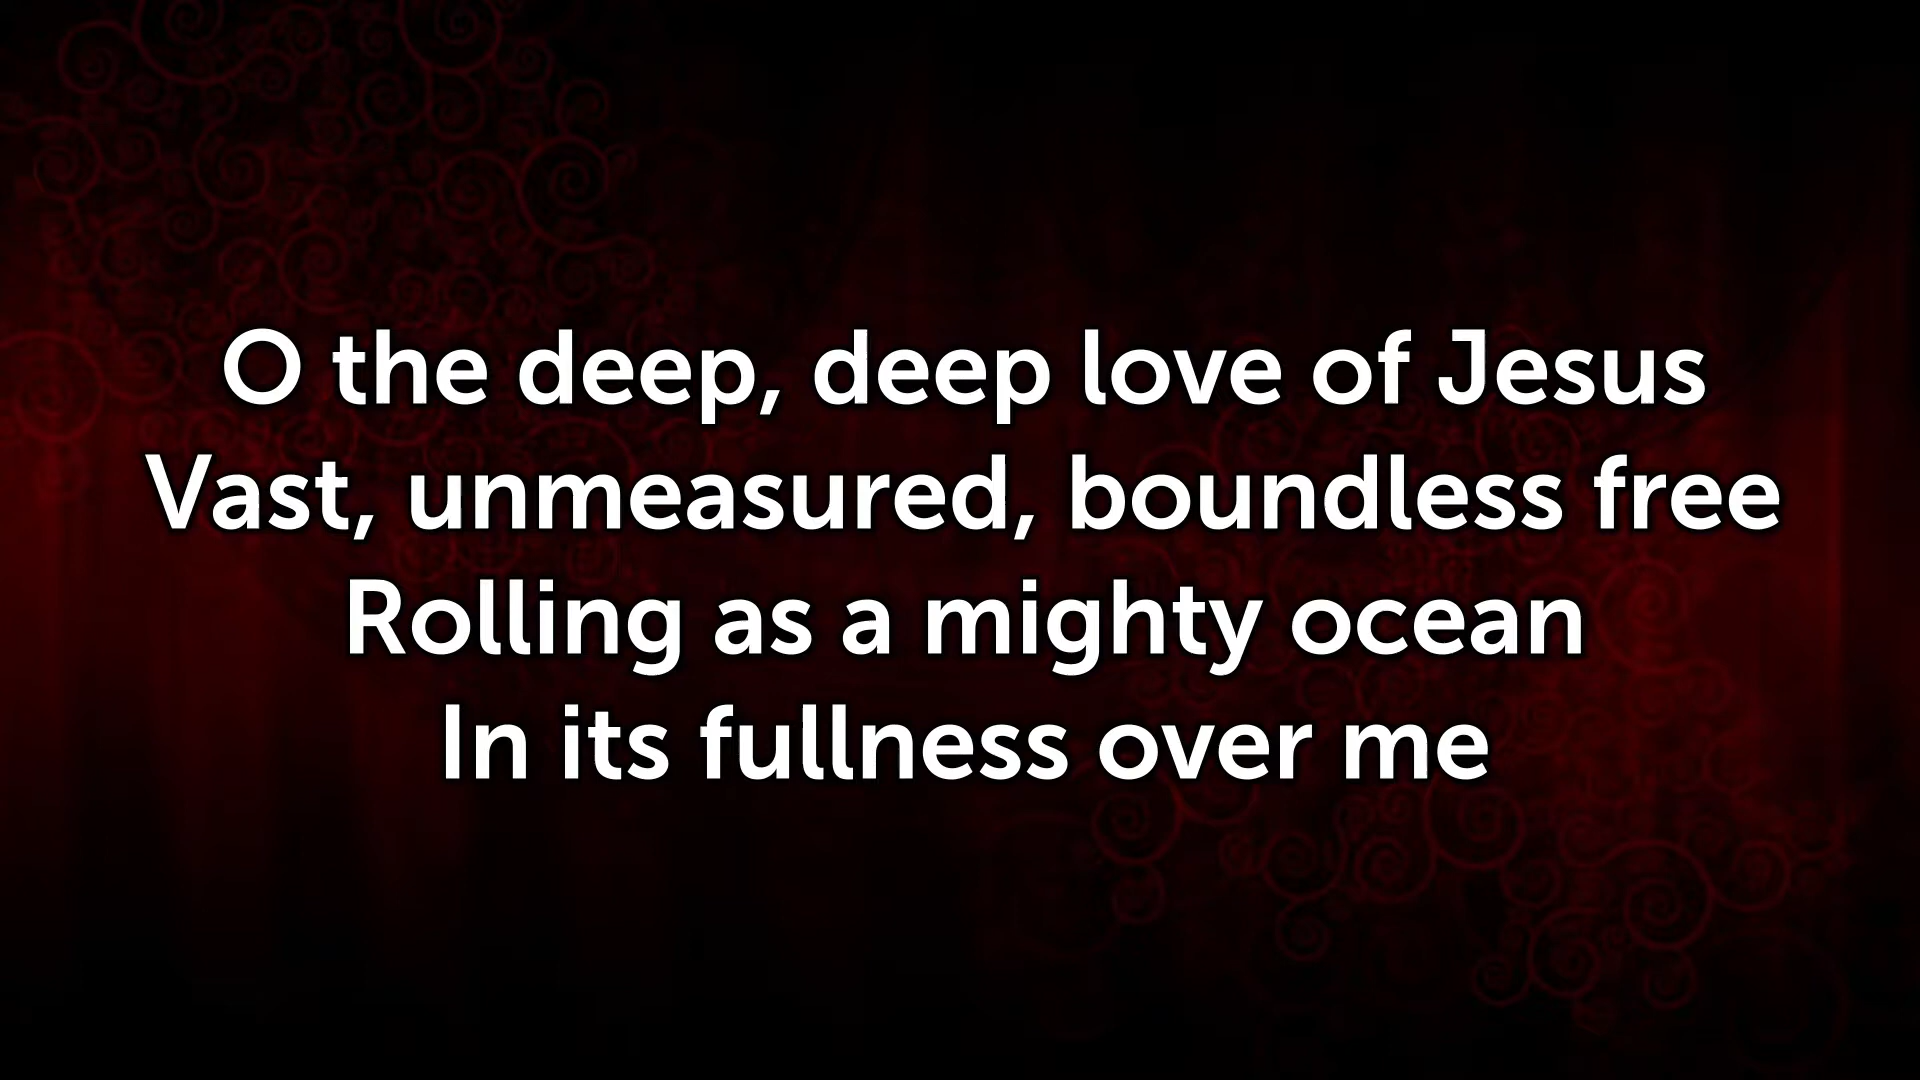 O the deep, deep love of Jesus
Vast, unmeasured, boundless free
Rolling as a mighty ocean
In its fullness over me